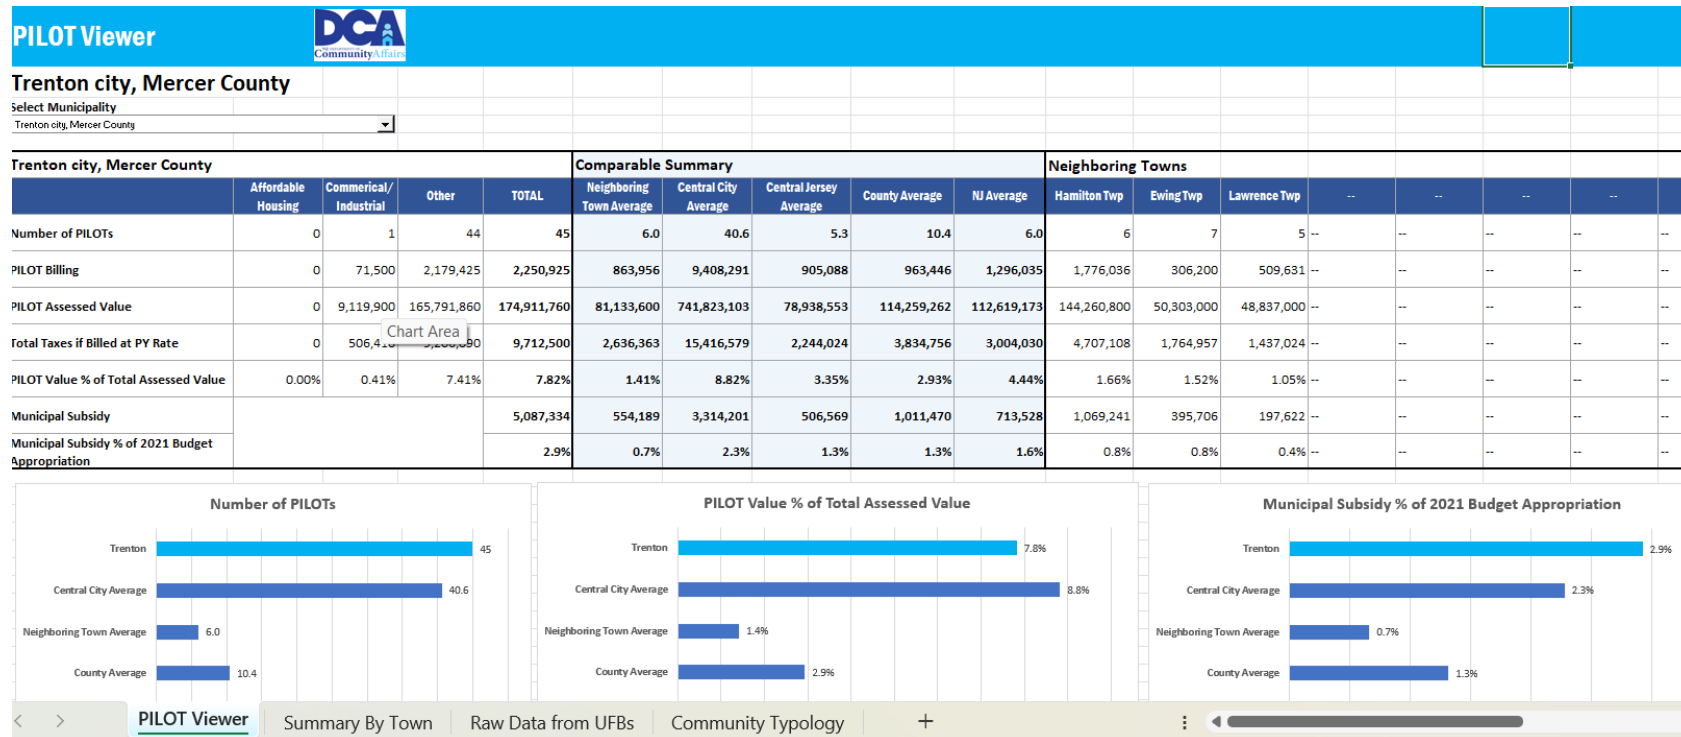 PILOT Viewer
DCA
Community Affairs
Trenton city, Mercer County
Select Municipality
Trenton city, Mercer County
Trenton city, Mercer County Comparable Summary Neighboring Towns
Affordable Housing Commerical/ Industrial Other TOTAL Neighboring Town Average Central City Average Central Jersey Average County Average NJ Average Hamilton Twp Ewing Twp Lawrence Twp -- -- -- --
Number of PILOTs 0 1 44 45 6.0 40.6 5.3 10.4 6.0 6 7 5 -- -- -- -- --
PILOT Billing 0 71,500 2,179,425 2,250,925 863,956 9,408,291 905,088 963,446 1,296,035 1,776,036 306,200 509,631 -- -- -- -- --
PILOT Assessed Value 0 9,119,900 165,791,860 174,911,760 81,133,600 741,823,103 78,938,553 114,259,262 112,619,173 144,260,800 50,303,000 48,837,000 -- -- -- -- --
Chart Area
Total Taxes if Billed at PY Rate 0 9,712,500 2,636,363 15,416,579 2,244,024 3,834,756 3,004,030 4,707,108 1,764,957 1,437,024 -- -- -- -- --
PILOT Value % of Total Assessed Value 0.00% 0.41% 7.41% 7.82% 1.41% 8.82% 3.35% 2.93% 4.44% 1.66% 1.52% 1.05% -- -- -- -- --
Municipal Subsidy 5,087,334 554,189 3,314,201 506,569 1,011,470 713,528 1,069,241 395,706 197,622 -- -- -- -- --
Municipal Subsidy % of 2021 Budget Appropriation 2.9% 0.7% 2.3% 1.3% 1.3% 1.6% 0.8% 0.8% 0.4% -- -- -- -- --
Number of PILOTs
Trenton 45
Central City Average 40.6
Neighboring Town Average 6.0
County Average 10.4
PILOT Value % of Total Assessed Value
Trenton 7.8%
Central City Average 8.8%
Neighboring Town Average 1.4%
County Average 2.9%
Municipal Subsidy % of 2021 Budget Appropriation
Trenton 2.9%
Central City Average 2.3%
Neighboring Town Average 0.7%
County Average 1.3%
PILOT Viewer Summary By Town Raw Data from UFBs Community Typology +